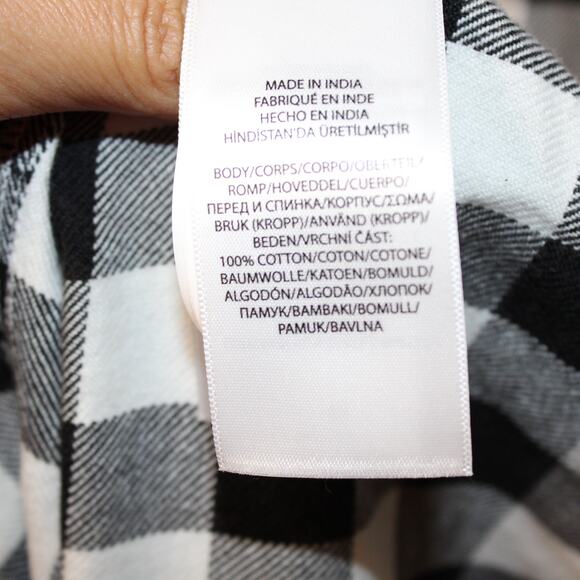 MADE IN INDIA
FABRIQUÉ EN INDE
HECHO EN INDIA
HİNDİSTAN'DA ÜRETİLMİŞTİR
BODY/CORPS/CORPO/OBERTEIL/
ROMP/HOVEDDEL/CUERPO/
ПЕРЕД И СПИНКА/КОРПУС/ΣΩΜΑ/
BRUK (KROPP)/ANVÄND (KROPP)/
BEDEN/VRCHNÍ ČÁST:
100% COTTON/COTON/COTONE/
BAUMWOLLE/KATOEN/BOMULD/
ALGODÓN/ALGODÃO/ХЛОПОК/
ПАМУК/ΒΑΜΒΑΚΙ/BOMULL/
PAMUK/BAVLNA